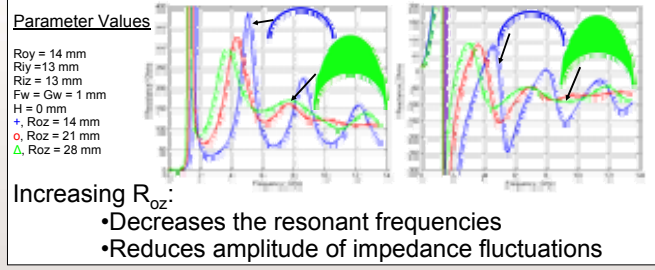 Parameter Values
Roy = 14 mm
Riy =13 mm
Riz = 13 mm
Fw = Gw = 1 mm
H = 0 mm
+, Roz = 14 mm
o, Roz = 21 mm
Δ, Roz = 28 mm
Increasing Roz:
•Decreases the resonant frequencies
•Reduces amplitude of impedance fluctuations